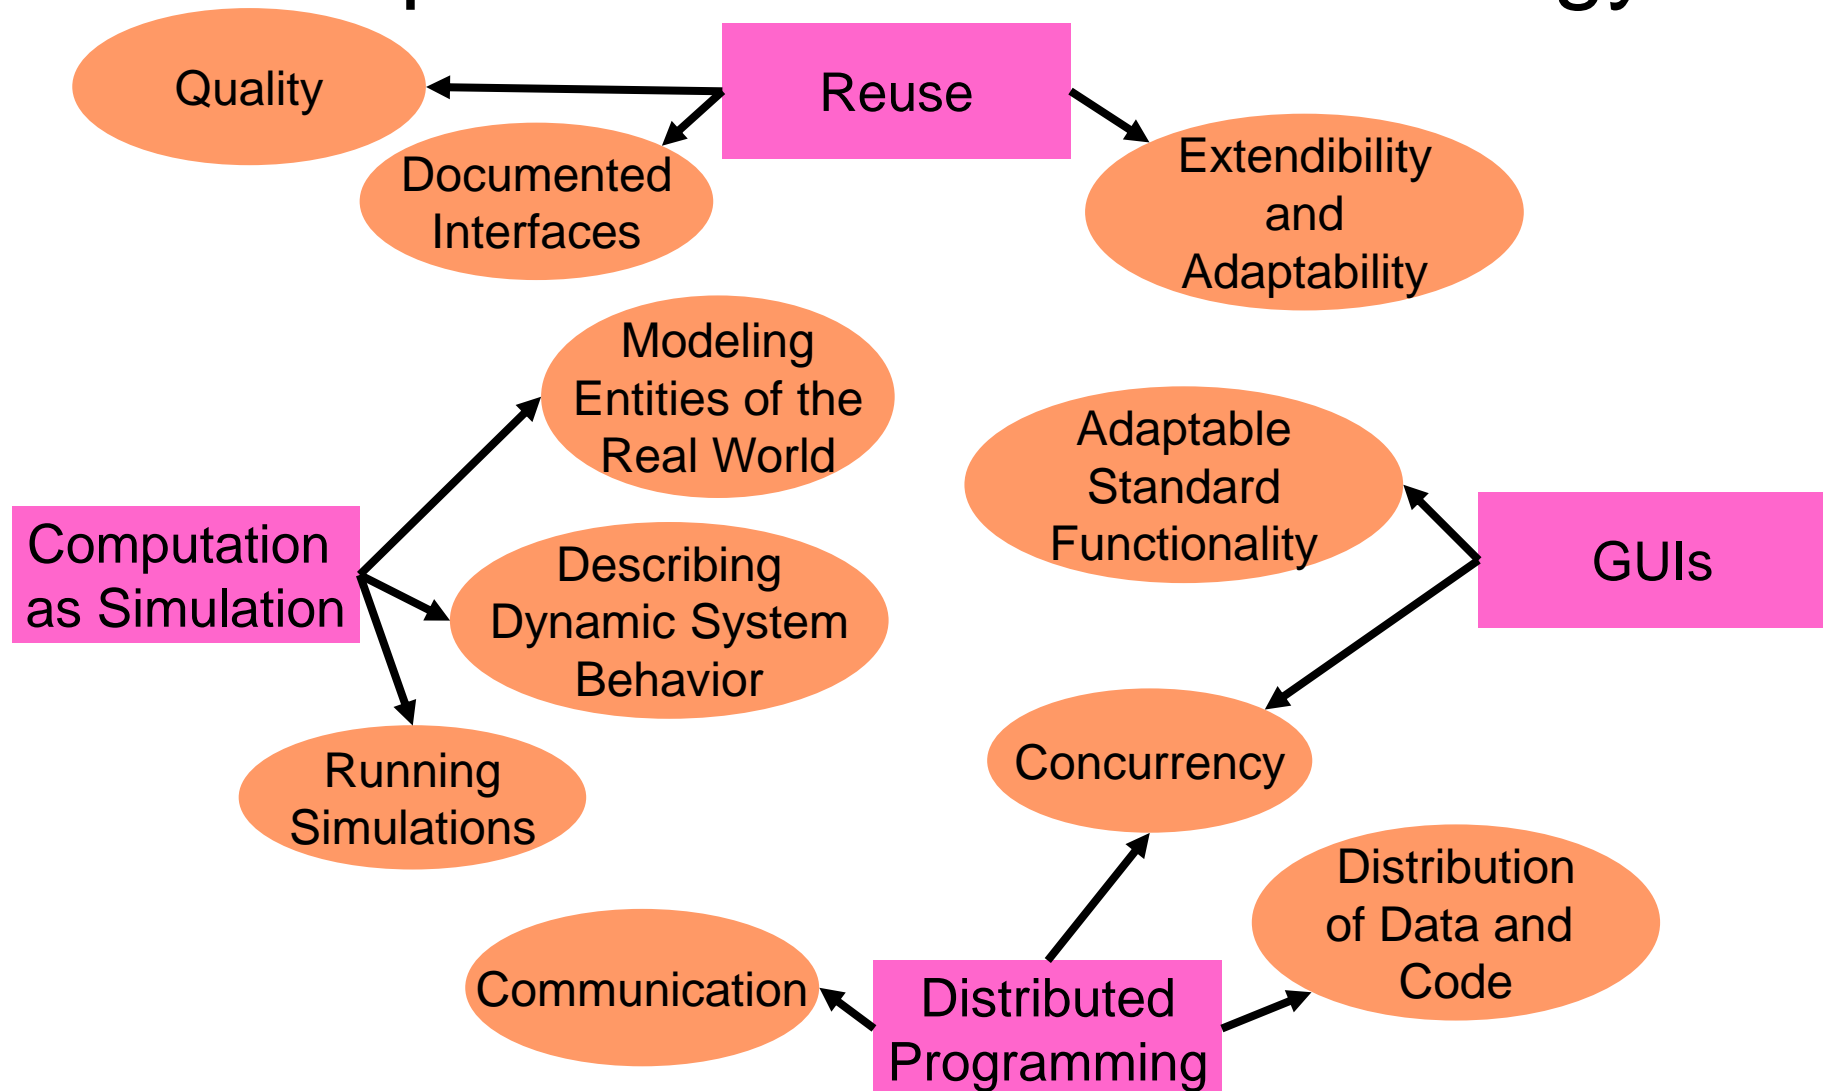 Quality
Reuse
Documented
Interfaces
Extendibility
and
Adaptability
Modeling
Entities of the
Real World
Adaptable
Standard
Functionality
Computation
as Simulation
Describing
Dynamic System
Behavior
GUIs
Running
Simulations
Concurrency
Distribution
of Data and
Code
Communication
Distributed
Programming